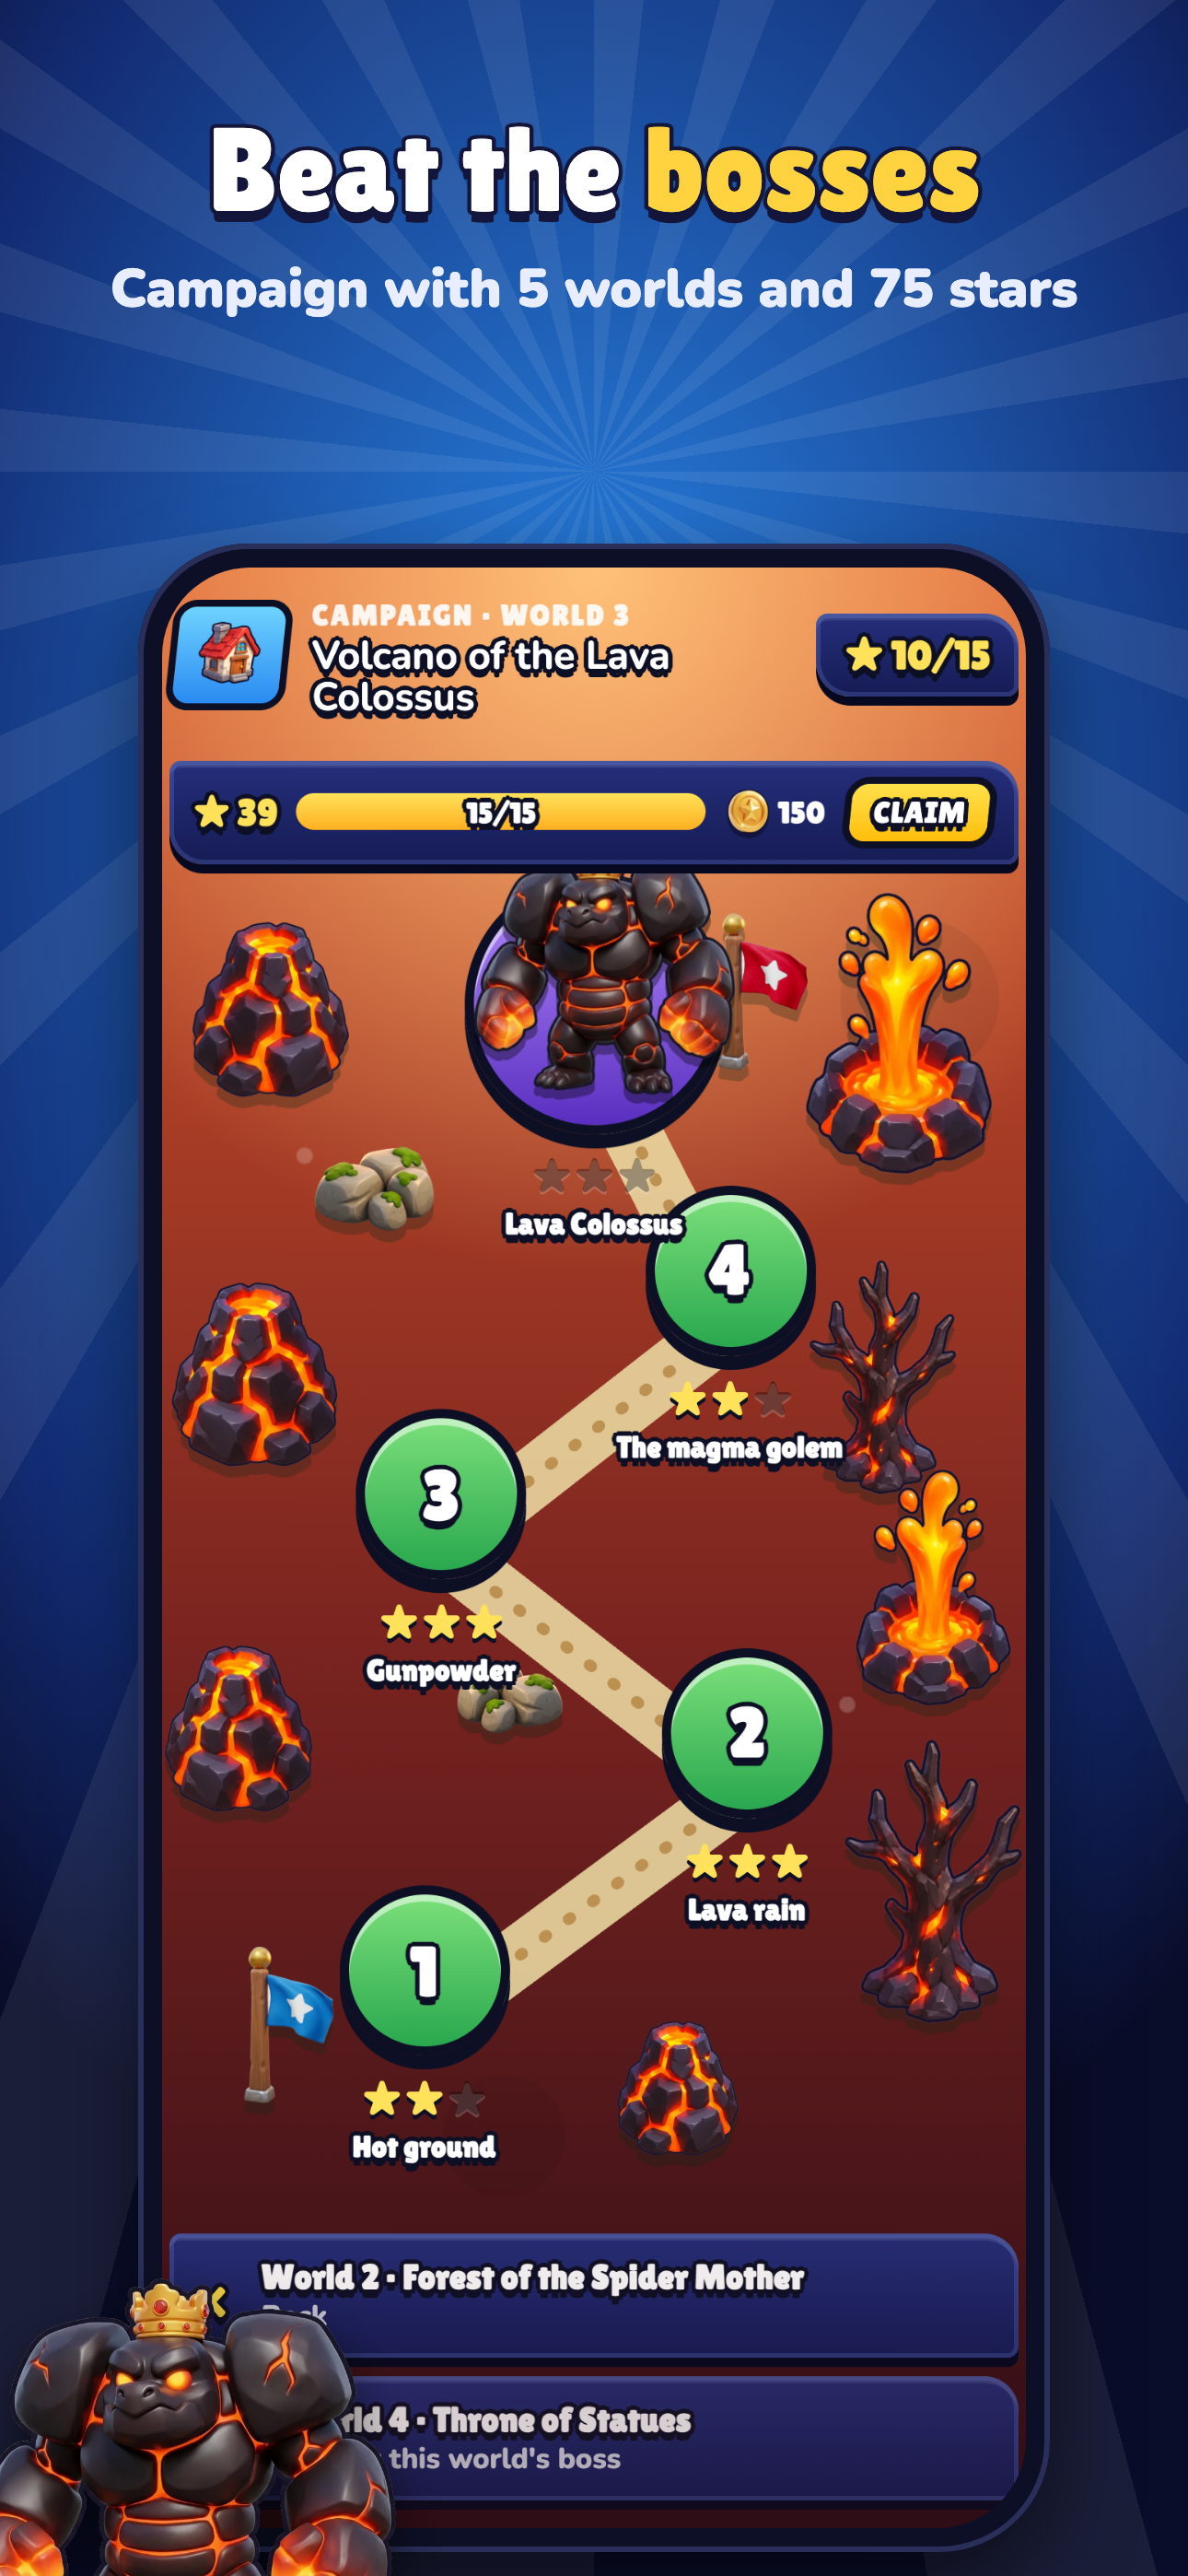 Beat the bosses
Campaign with 5 worlds and 75 stars
CAMPAIGN · WORLD 3
Volcano of the Lava
Colossus
10/15
39
15/15
150
CLAIM
Lava Colossus
4
The magma golem
3
Gunpowder
2
Lava rain
1
Hot ground
World 2 · Forest of the Spider Mother
4 · Throne of Statues
this world's boss